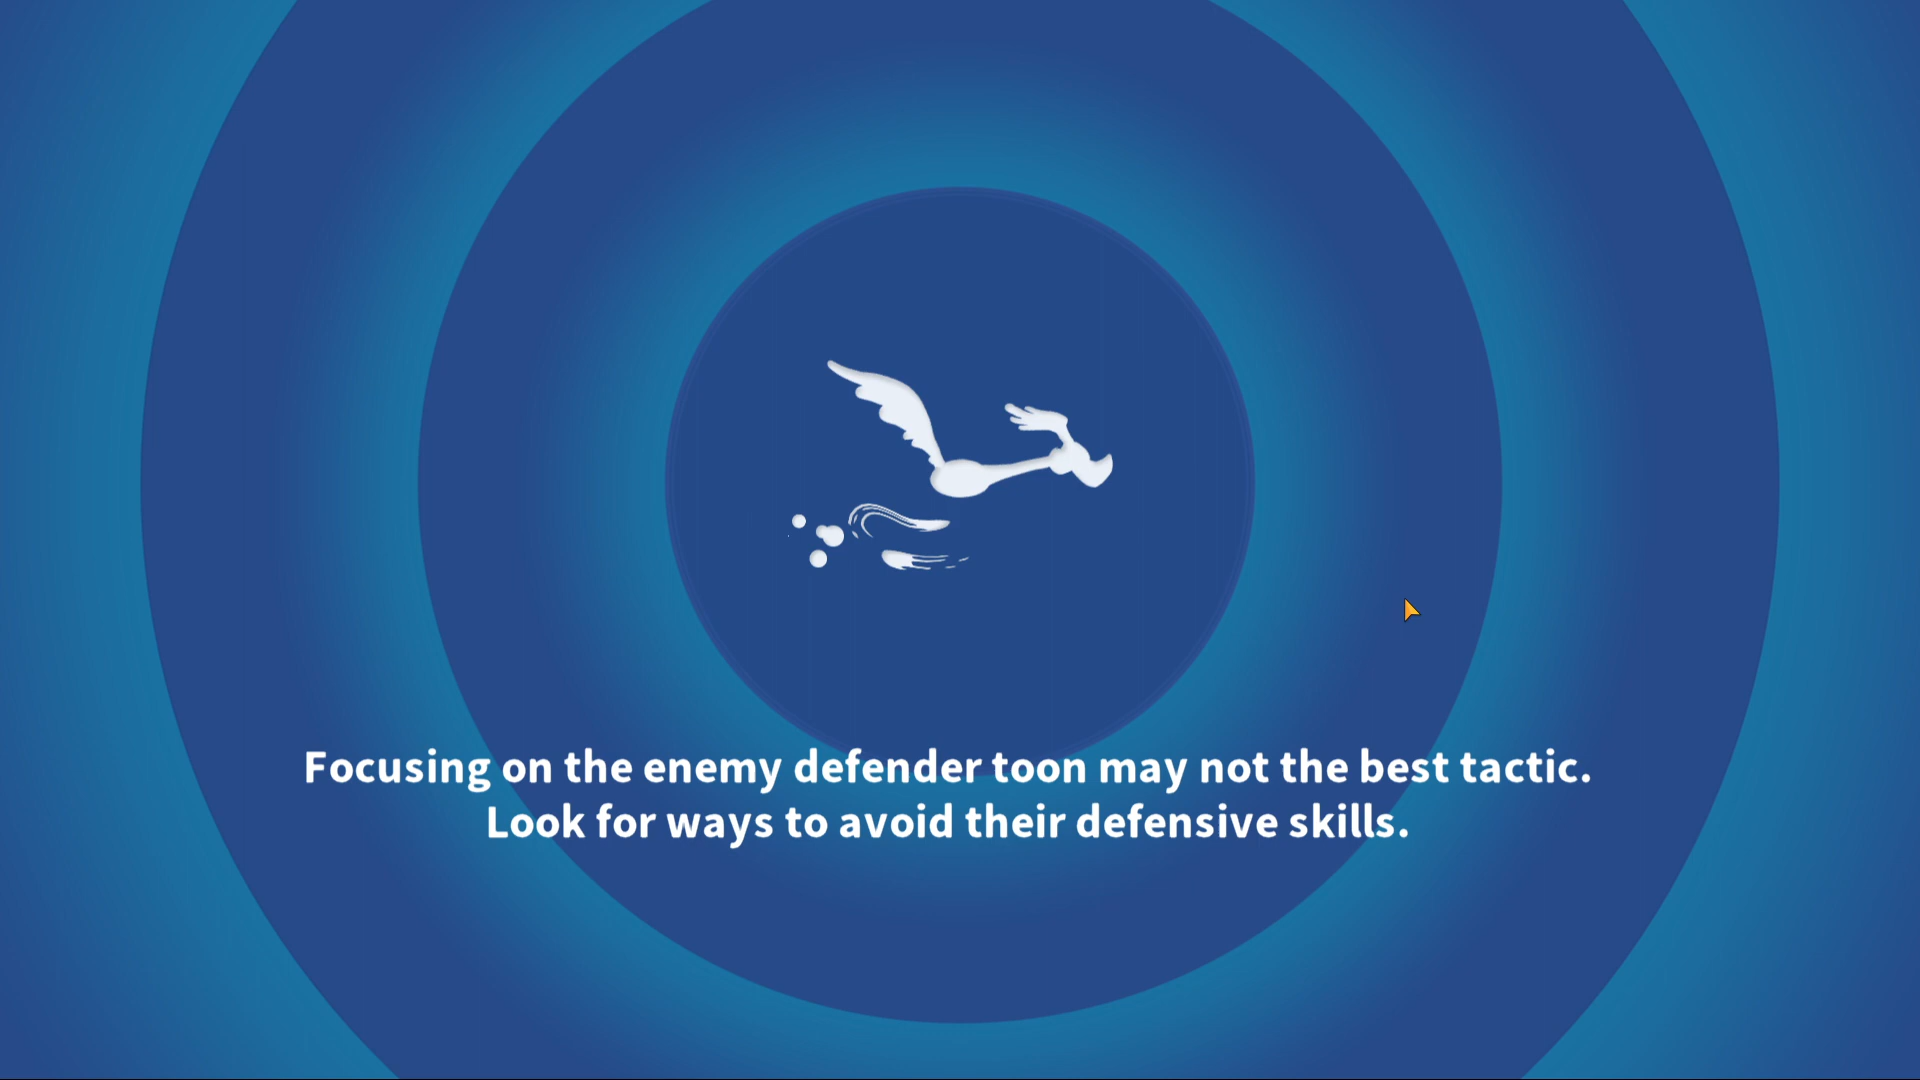 Focusing on the enemy defender toon may not the best tactic.
Look for ways to avoid their defensive skills.